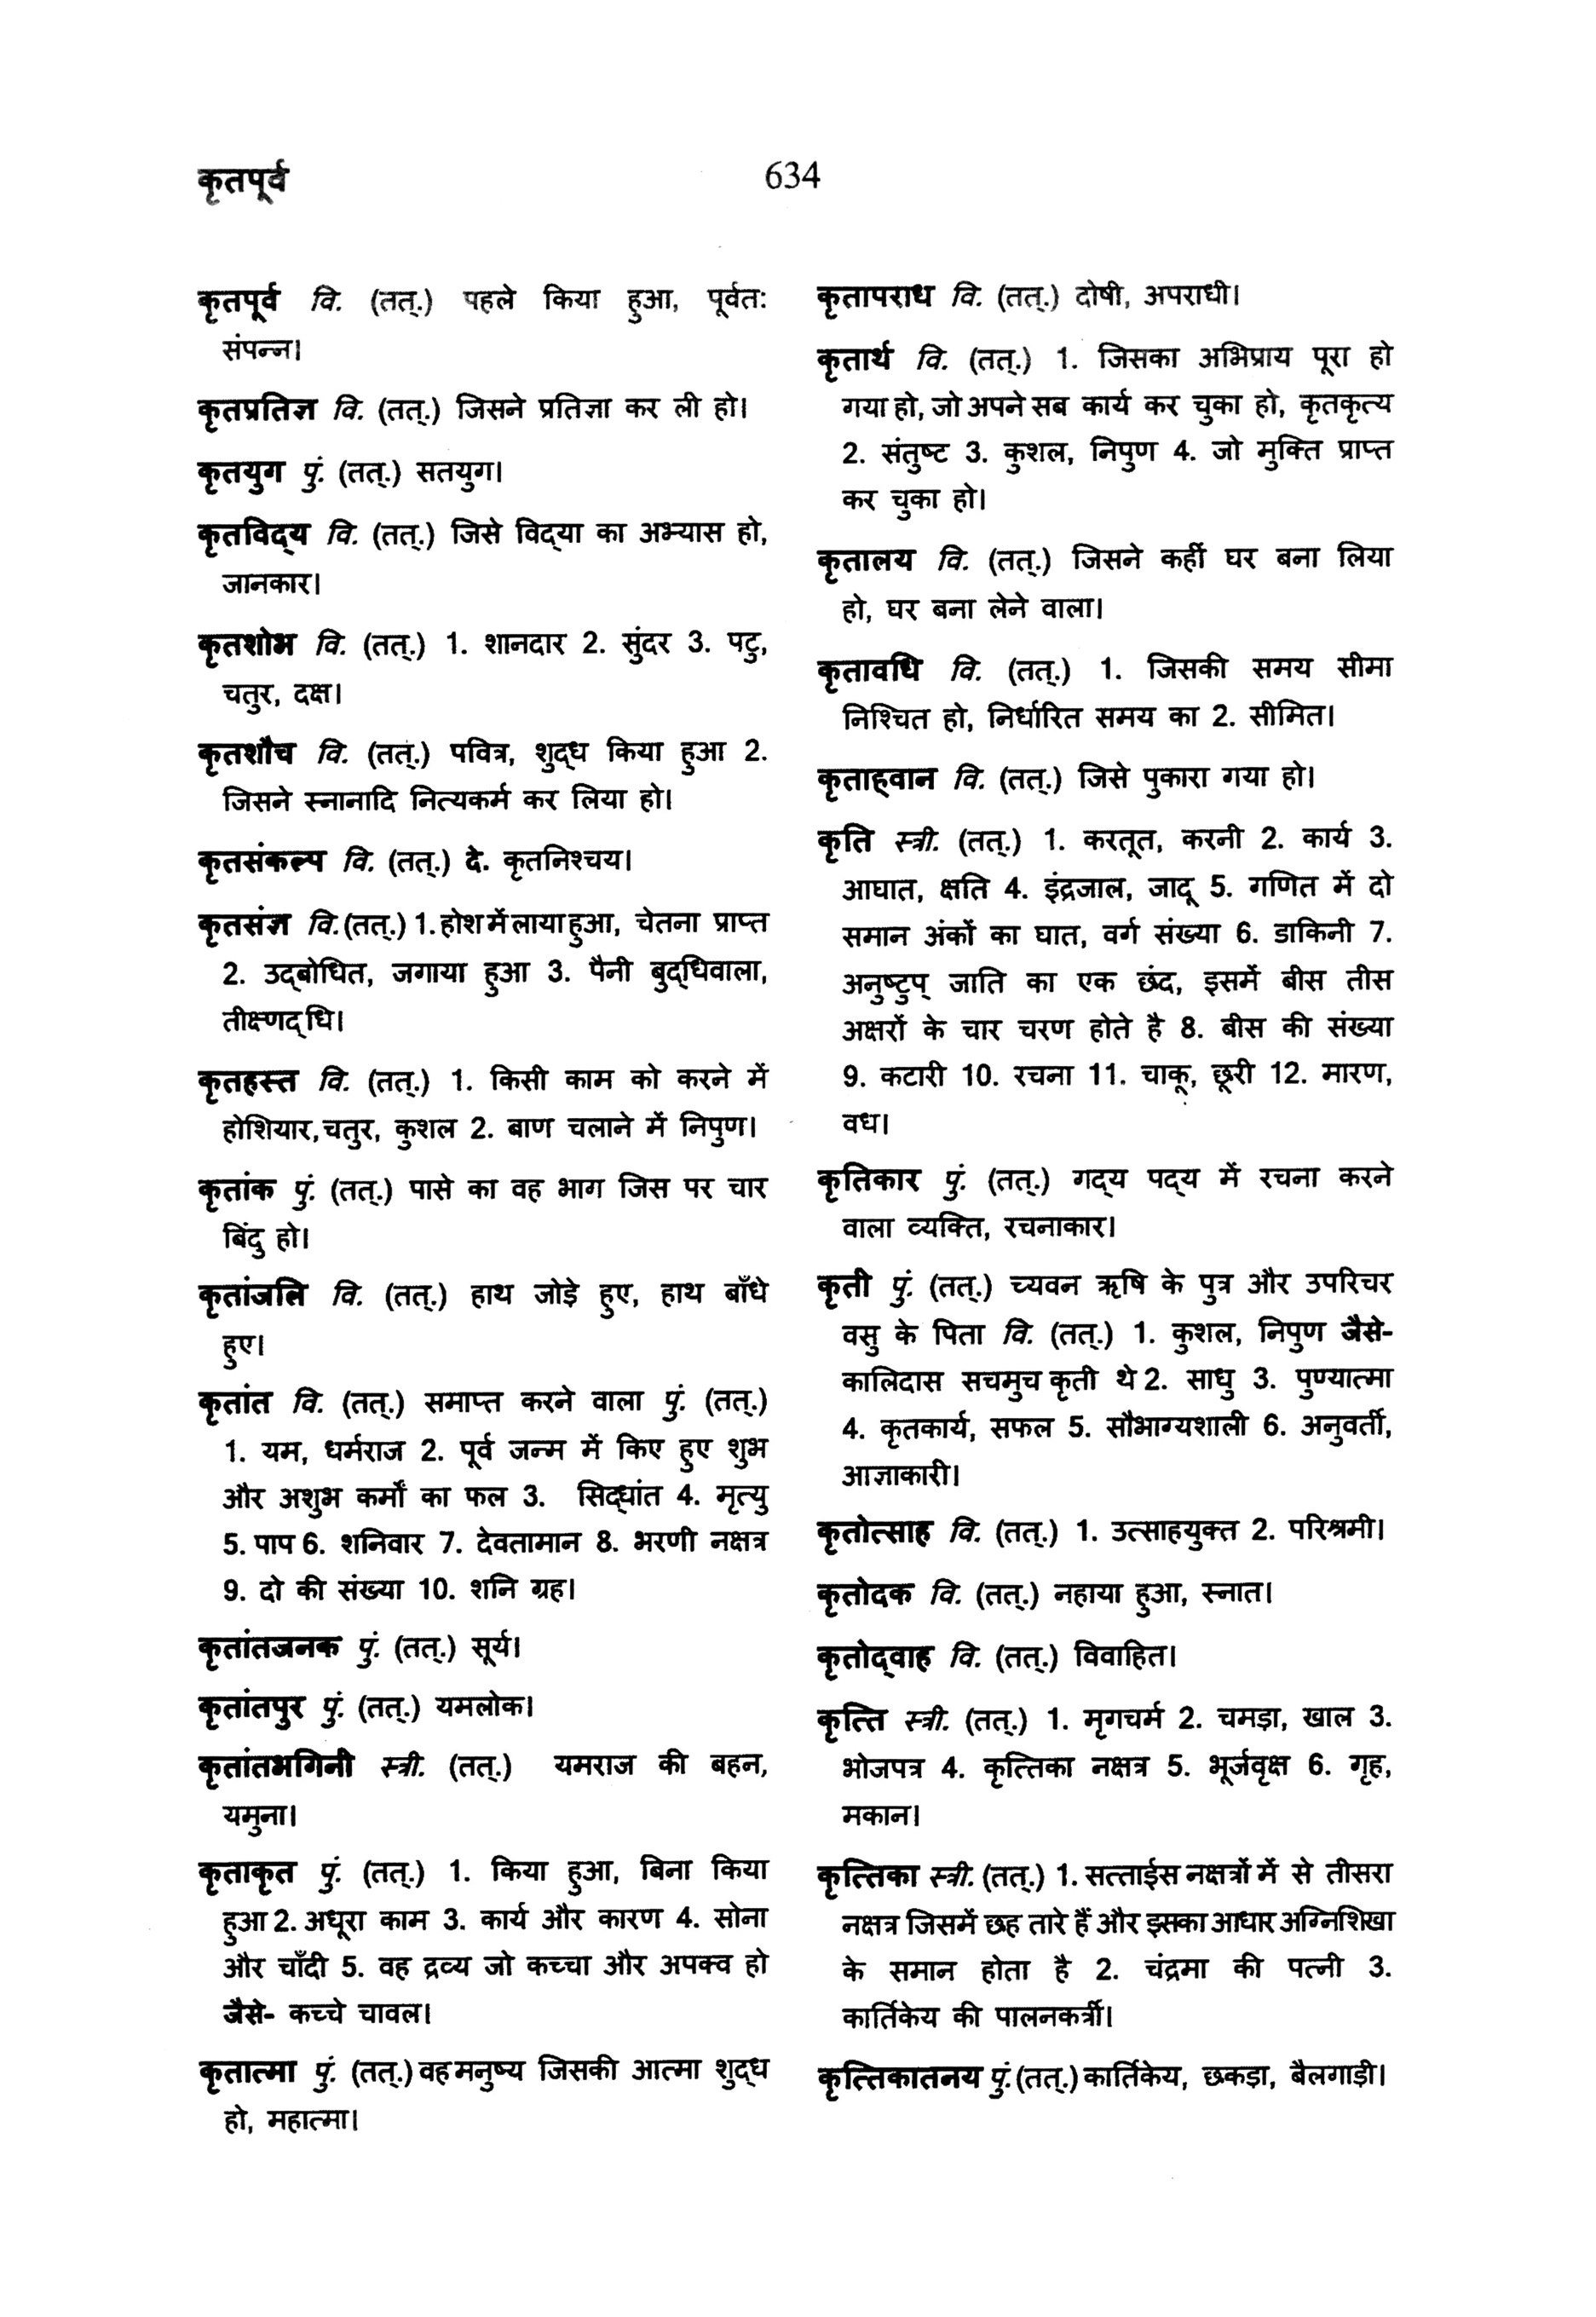 कृतपूर्व
634
कृतपूर्व वि. (तत्.) पहले किया हुआ, पूर्वत:
संपन्न।
कृतप्रतिज्ञ वि. (तत्.) जिसने प्रतिज्ञा कर ली हो।
कृतयुग पुं. (तत्.) सतयुग।
कृतविद्‌य वि. (तत्.) जिसे विद्‌या का अभ्यास हो,
जानकार।
कृतशोभ वि. (तत्.) 1. शानदार 2. सुंदर 3. पटु,
चतुर, दक्ष।
कृतशौच वि. (तत्.) पवित्र, शुद्‌ध किया हुआ 2.
जिसने स्नानादि नित्यकर्म कर लिया हो।
कृतसंकल्प वि. (तत्.) दे. कृतनिश्चय।
कृतसंज्ञ वि. (तत्.) 1. होश में लाया हुआ, चेतना प्राप्त
2. उद्‌बोधित, जगाया हुआ 3. पैनी बुद्‌धिवाला,
तीक्ष्णद्‌धि।
कृतहस्त वि. (तत्.) 1. किसी काम को करने में
होशियार, चतुर, कुशल 2. बाण चलाने में निपुण।
कृतांक पुं. (तत्.) पासे का वह भाग जिस पर चार
बिंदु हो।
कृतांजलि वि. (तत्.) हाथ जोड़े हुए, हाथ बाँधे
हुए।
कृतांत वि. (तत्.) समाप्त करने वाला पुं. (तत्.)
1. यम, धर्मराज 2. पूर्व जन्म में किए हुए शुभ
और अशुभ कर्मों का फल 3. सिद्‌धांत 4. मृत्यु
5. पाप 6. शनिवार 7. देवतामान 8. भरणी नक्षत्र
9. दो की संख्या 10. शनि ग्रह।
कृतांतजनक पुं. (तत्.) सूर्य।
कृतांतपुर पुं. (तत्.) यमलोक।
कृतांतभगिनी स्त्री. (तत्.) यमराज की बहन,
यमुना।
कृताकृत पुं. (तत्.) 1. किया हुआ, बिना किया
हुआ 2. अधूरा काम 3. कार्य और कारण 4. सोना
और चाँदी 5. वह द्रव्य जो कच्चा और अपक्व हो
जैसे- कच्चे चावल।
कृतात्मा पुं. (तत्.) वह मनुष्य जिसकी आत्मा शुद्‌ध
हो, महात्मा।
कृतापराध वि. (तत्.) दोषी, अपराधी।
कृतार्थ वि. (तत्.) 1. जिसका अभिप्राय पूरा हो
गया हो, जो अपने सब कार्य कर चुका हो, कृतकृत्य
2. संतुष्ट 3. कुशल, निपुण 4. जो मुक्ति प्राप्त
कर चुका हो।
कृतालय वि. (तत्.) जिसने कहीं घर बना लिया
हो, घर बना लेने वाला।
कृतावधि वि. (तत्.) 1. जिसकी समय सीमा
निश्चित हो, निर्धारित समय का 2. सीमित।
कृताह्‌वान वि. (तत्.) जिसे पुकारा गया हो।
कृति स्त्री. (तत्.) 1. करतूत, करनी 2. कार्य 3.
आघात, क्षति 4. इंद्रजाल, जादू 5. गणित में दो
समान अंकों का घात, वर्ग संख्या 6. डाकिनी 7.
अनुष्टुप् जाति का एक छंद, इसमें बीस तीस
अक्षरों के चार चरण होते है 8. बीस की संख्या
9. कटारी 10. रचना 11. चाकू, छूरी 12. मारण,
वध।
कृतिकार पुं. (तत्.) गद्‌य पद्‌य में रचना करने
वाला व्यक्ति, रचनाकार।
कृती पुं. (तत्.) च्यवन ऋषि के पुत्र और उपरिचर
वसु के पिता वि. (तत्.) 1. कुशल, निपुण जैसे-
कालिदास सचमुच कृती थे 2. साधु 3. पुण्यात्मा
4. कृतकार्य, सफल 5. सौभाग्यशाली 6. अनुवर्ती,
आज्ञाकारी।
कृतोत्साह वि. (तत्.) 1. उत्साहयुक्त 2. परिश्रमी।
कृतोदक वि. (तत्.) नहाया हुआ, स्नात।
कृतोद्‌वाह वि. (तत्.) विवाहित।
कृत्ति स्त्री. (तत्.) 1. मृगचर्म 2. चमड़ा, खाल 3.
भोजपत्र 4. कृत्तिका नक्षत्र 5. भूर्जवृक्ष 6. गृह,
मकान।
कृत्तिका स्त्री. (तत्.) 1. सत्ताईस नक्षत्रों में से तीसरा
नक्षत्र जिसमें छह तारे हैं और इसका आधार अग्निशिखा
के समान होता है 2. चंद्रमा की पत्नी 3.
कार्तिकेय की पालनकर्त्री।
कृत्तिकातनय पुं. (तत्.) कार्तिकेय, छकड़ा, बैलगाड़ी।